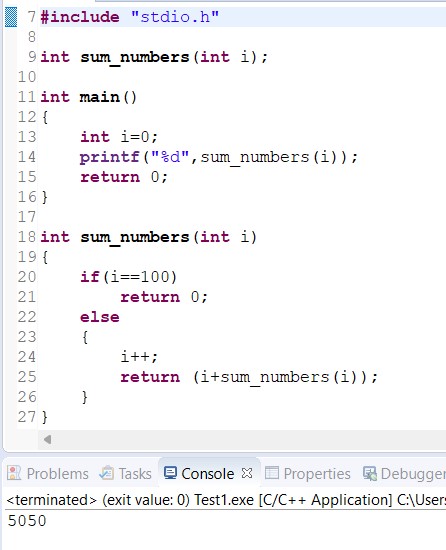 7 #include "stdio.h"
8
9 int sum_numbers(int i);
10
11 int main()
12 {
13     int i=0;
14     printf("%d",sum_numbers(i));
15     return 0;
16 }
17
18 int sum_numbers(int i)
19 {
20     if(i==100)
21         return 0;
22     else
23     {
24         i++;
25         return (i+sum_numbers(i));
26     }
27 }
Problems Tasks Console Properties Debugger
<terminated> (exit value: 0) Test1.exe [C/C++ Application] C:\Users
5050